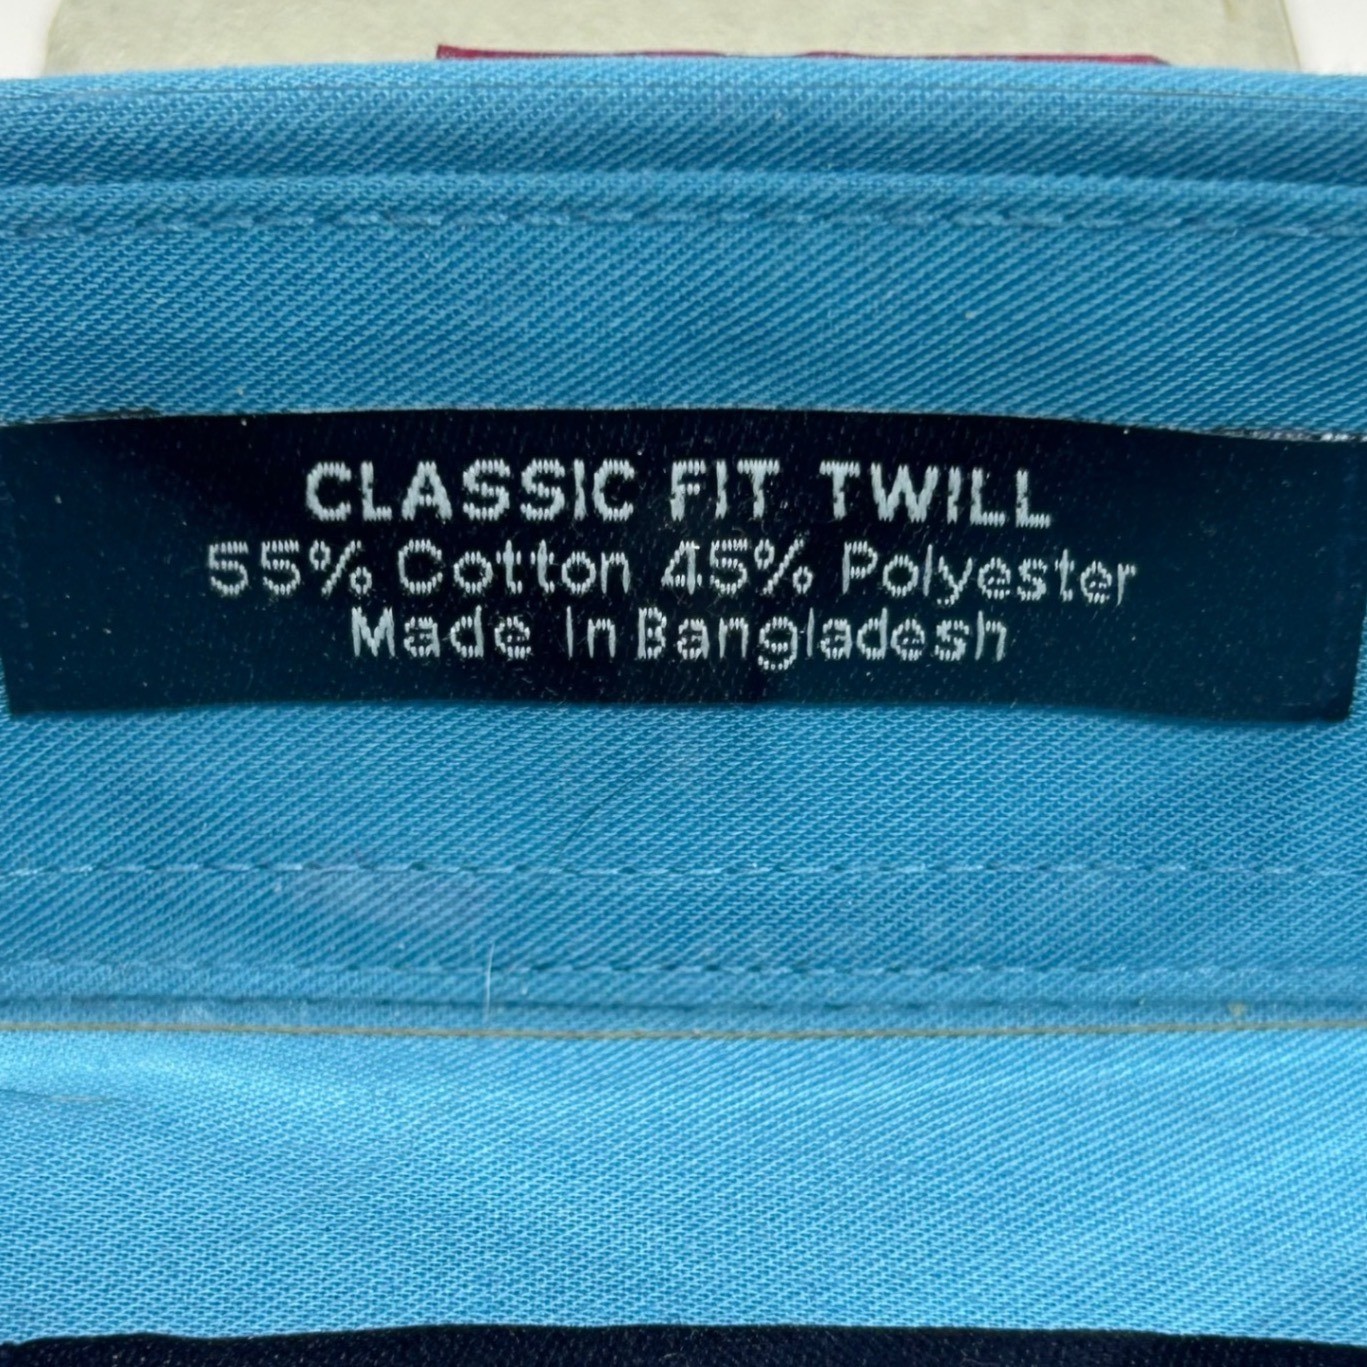 CLASSIC FIT TWILL
55% Cotton 45% Polyester
Made In Bangladesh